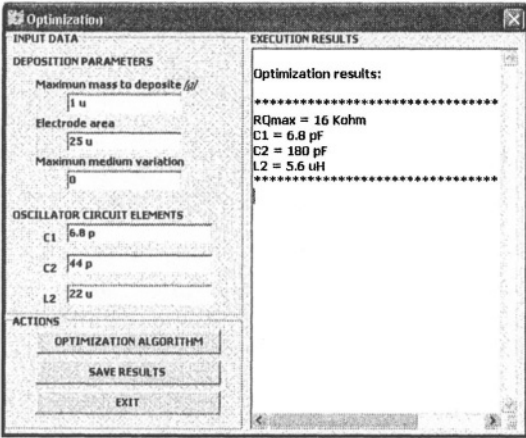 Optimization
INPUT DATA
DEPOSITION PARAMETERS
Maximun mass to deposite /g/
1 u
Electrode area
25 u
Maximun medium variation
0
OSCILLATOR CIRCUIT ELEMENTS
C1 6.8 p
C2 44 p
L2 22 u
ACTIONS
OPTIMIZATION ALGORITHM
SAVE RESULTS
EXIT
EXECUTION RESULTS
Optimization results:
*******************************
RQmax = 16 Kohm
C1 = 6.8 pF
C2 = 180 pF
L2 = 5.6 uH
*******************************